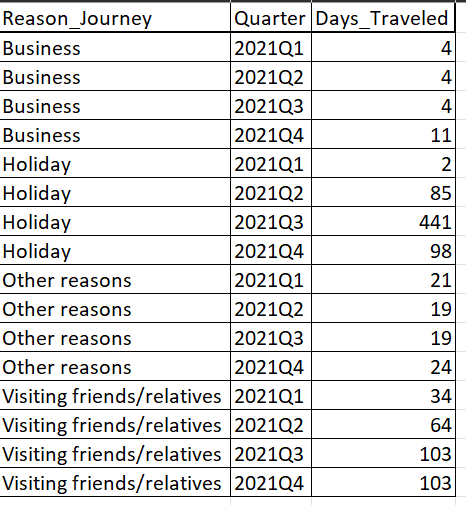 Reason_Journey Quarter Days_Traveled
Business 2021Q1 4
Business 2021Q2 4
Business 2021Q3 4
Business 2021Q4 11
Holiday 2021Q1 2
Holiday 2021Q2 85
Holiday 2021Q3 441
Holiday 2021Q4 98
Other reasons 2021Q1 21
Other reasons 2021Q2 19
Other reasons 2021Q3 19
Other reasons 2021Q4 24
Visiting friends/relatives 2021Q1 34
Visiting friends/relatives 2021Q2 64
Visiting friends/relatives 2021Q3 103
Visiting friends/relatives 2021Q4 103